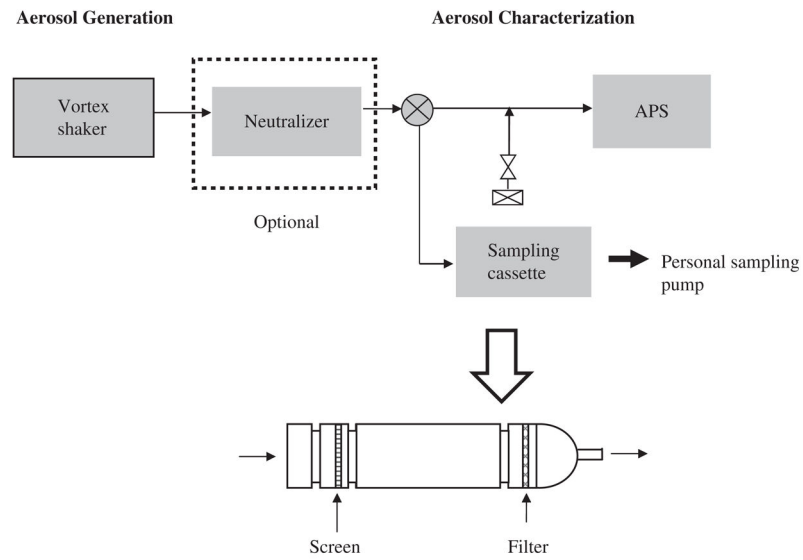 Aerosol Generation
Aerosol Characterization
Vortex
shaker
Neutralizer
APS
Optional
Sampling
cassette
Personal sampling
pump
Screen
Filter